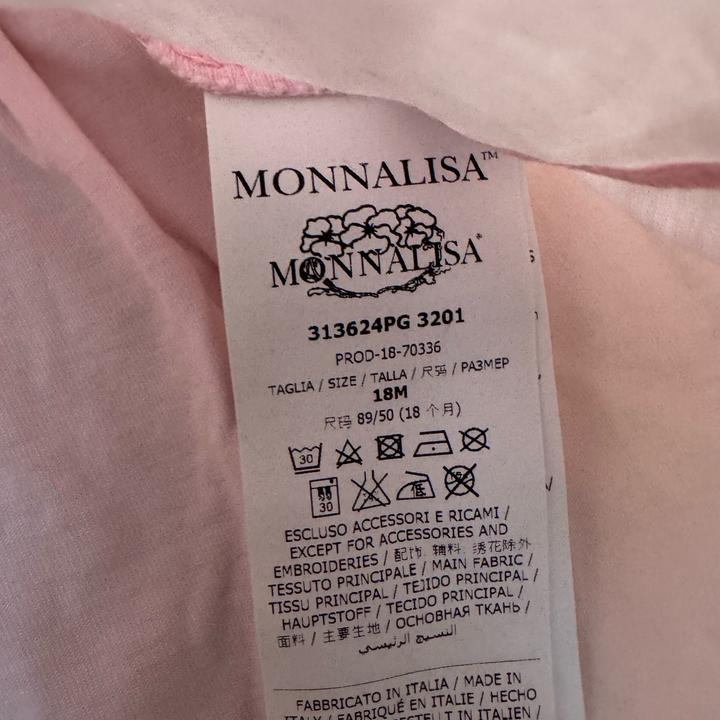 MONNALISA™
MONNALISA
313624PG 3201
PROD-18-70336
TAGLIA / SIZE / TALLA / 尺码 / РАЗМЕР
18M
尺码 89/50 (18 个月)
30
30 低
ESCLUSO ACCESSORI E RICAMI /
EXCEPT FOR ACCESSORIES AND
EMBROIDERIES / 配饰, 辅料, 绣花除外
TESSUTO PRINCIPALE / MAIN FABRIC /
TISSU PRINCIPAL / TEJIDO PRINCIPAL /
HAUPTSTOFF / TECIDO PRINCIPAL /
面料 / 主要生地 / ОСНОВНАЯ ТКАНЬ /
النسيج الرئيسي
FABBRICATO IN ITALIA / MADE IN
ITALY / FABRIQUÉ EN ITALIE / HECHO
IN ITALIEN /